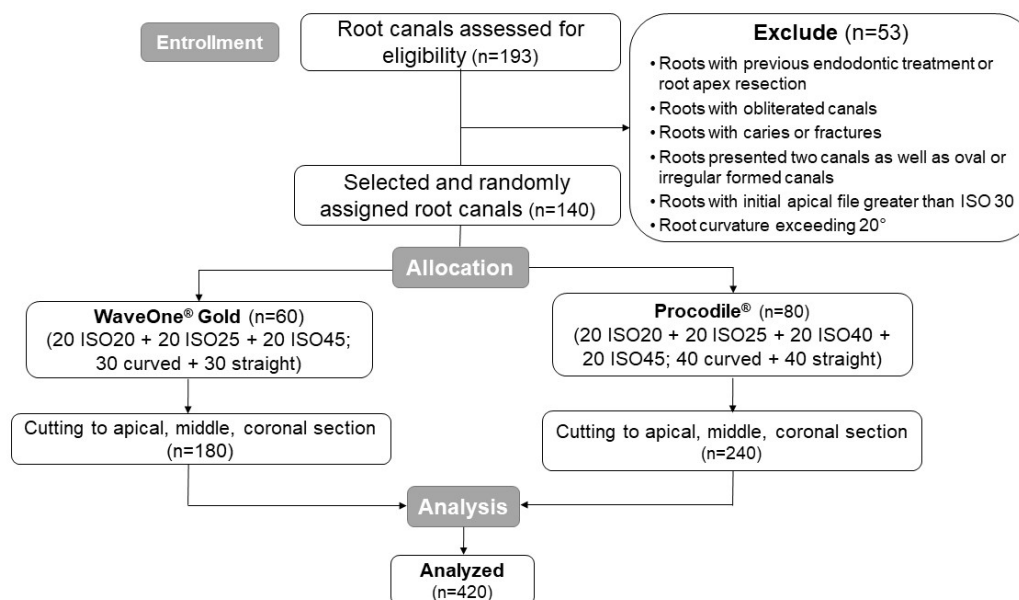 Entrollment
Root canals assessed for
eligibility (n=193)
Exclude (n=53)
• Roots with previous endodontic treatment or
root apex resection
• Roots with obliterated canals
• Roots with caries or fractures
• Roots presented two canals as well as oval or
irregular formed canals
• Roots with initial apical file greater than ISO 30
• Root curvature exceeding 20°
Selected and randomly
assigned root canals (n=140)
Allocation
WaveOne® Gold (n=60)
(20 ISO20 + 20 ISO25 + 20 ISO45;
30 curved + 30 straight)
Procodile® (n=80)
(20 ISO20 + 20 ISO25 + 20 ISO40 +
20 ISO45; 40 curved + 40 straight)
Cutting to apical, middle, coronal section
(n=180)
Cutting to apical, middle, coronal section
(n=240)
Analysis
Analyzed
(n=420)